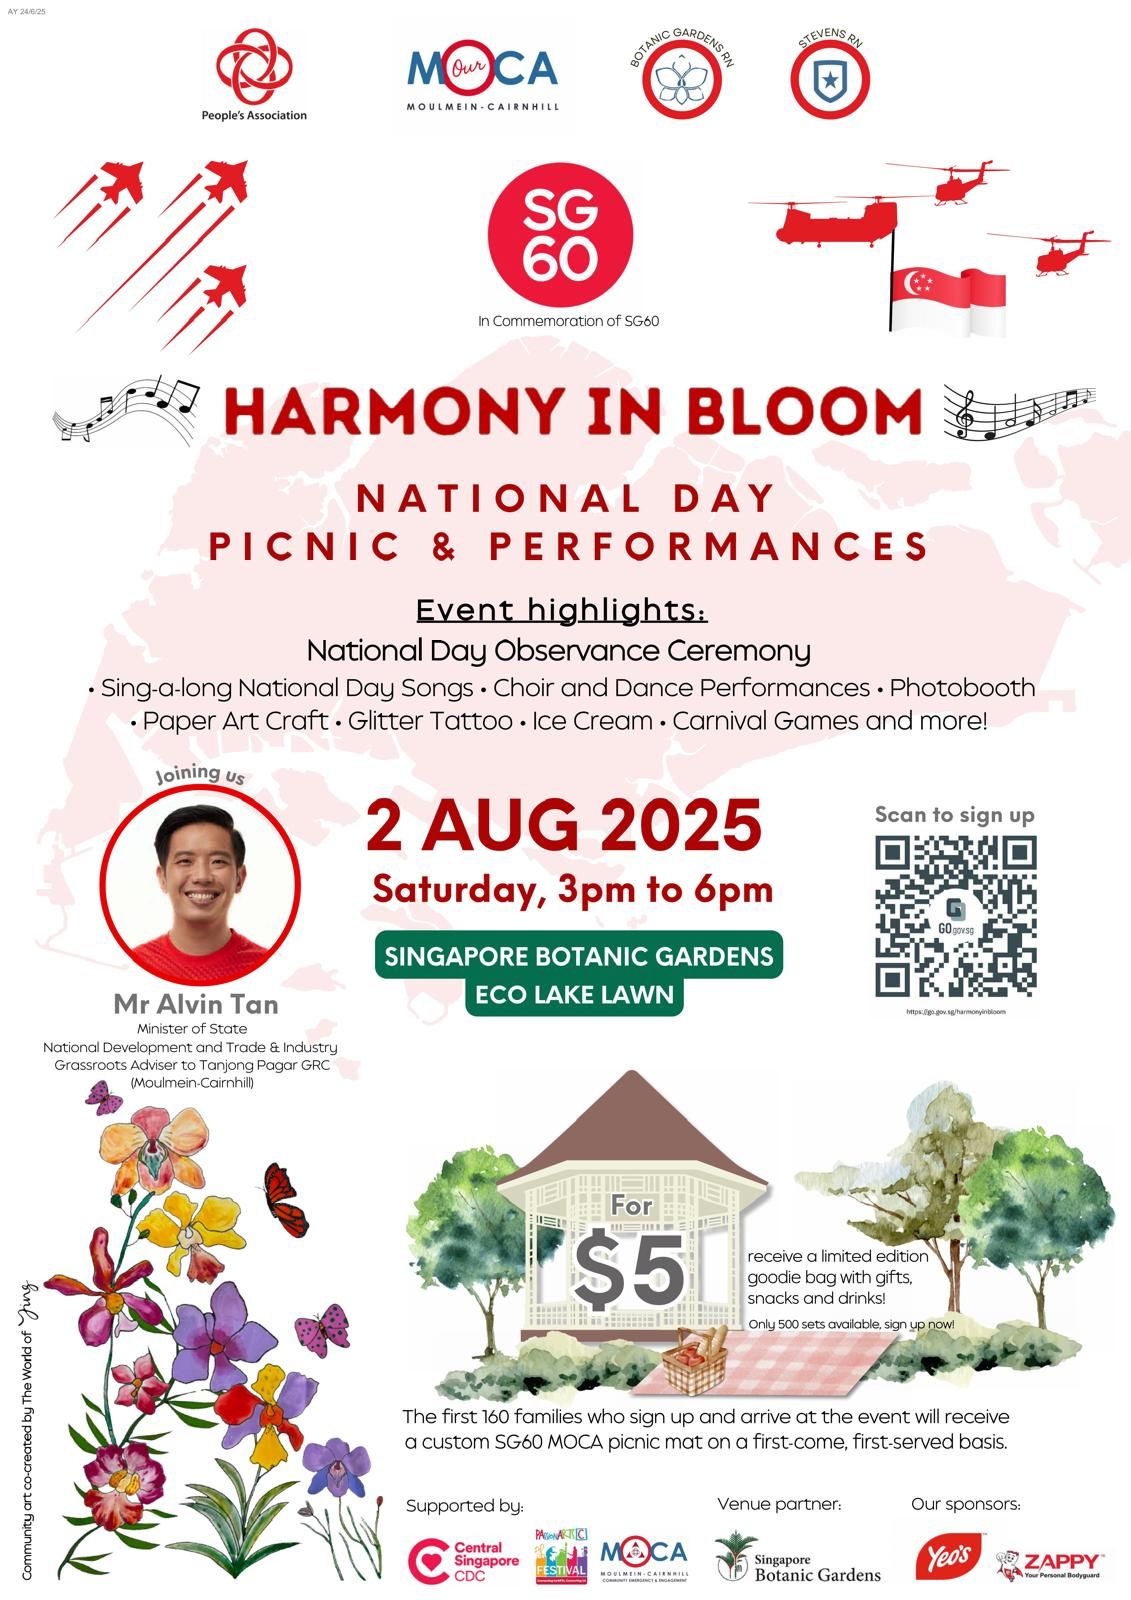 AY 24/6/25
People's Association
MOCA
Our
MOULMEIN-CAIRNHILL
BOTANIC GARDENS RN
STEVENS RN
SG
60
In Commemoration of SG60
HARMONY IN BLOOM
NATIONAL DAY
PICNIC & PERFORMANCES
Event highlights:
National Day Observance Ceremony
• Sing-a-long National Day Songs • Choir and Dance Performances • Photobooth
• Paper Art Craft • Glitter Tattoo • Ice Cream • Carnival Games and more!
Joining us
Mr Alvin Tan
Minister of State
National Development and Trade & Industry
Grassroots Adviser to Tanjong Pagar GRC
(Moulmein-Cairnhill)
2 AUG 2025
Saturday, 3pm to 6pm
SINGAPORE BOTANIC GARDENS
ECO LAKE LAWN
Scan to sign up
GO.gov.sg
https://go.gov.sg/harmonyinbloom
For
$5
receive a limited edition
goodie bag with gifts,
snacks and drinks!
Only 500 sets available, sign up now!
The first 160 families who sign up and arrive at the event will receive
a custom SG60 MOCA picnic mat on a first-come, first-served basis.
Community art co-created by The World of Jing
Supported by:
Venue partner:
Our sponsors:
Central
Singapore
CDC
PAssionArts
FESTIVAL
MOCA
MOULMEIN-CAIRNHILL
COMMUNITY EMERGENCY & ENGAGEMENT
Singapore
Botanic Gardens
Yeo's
ZAPPY
Your Personal Bodyguard